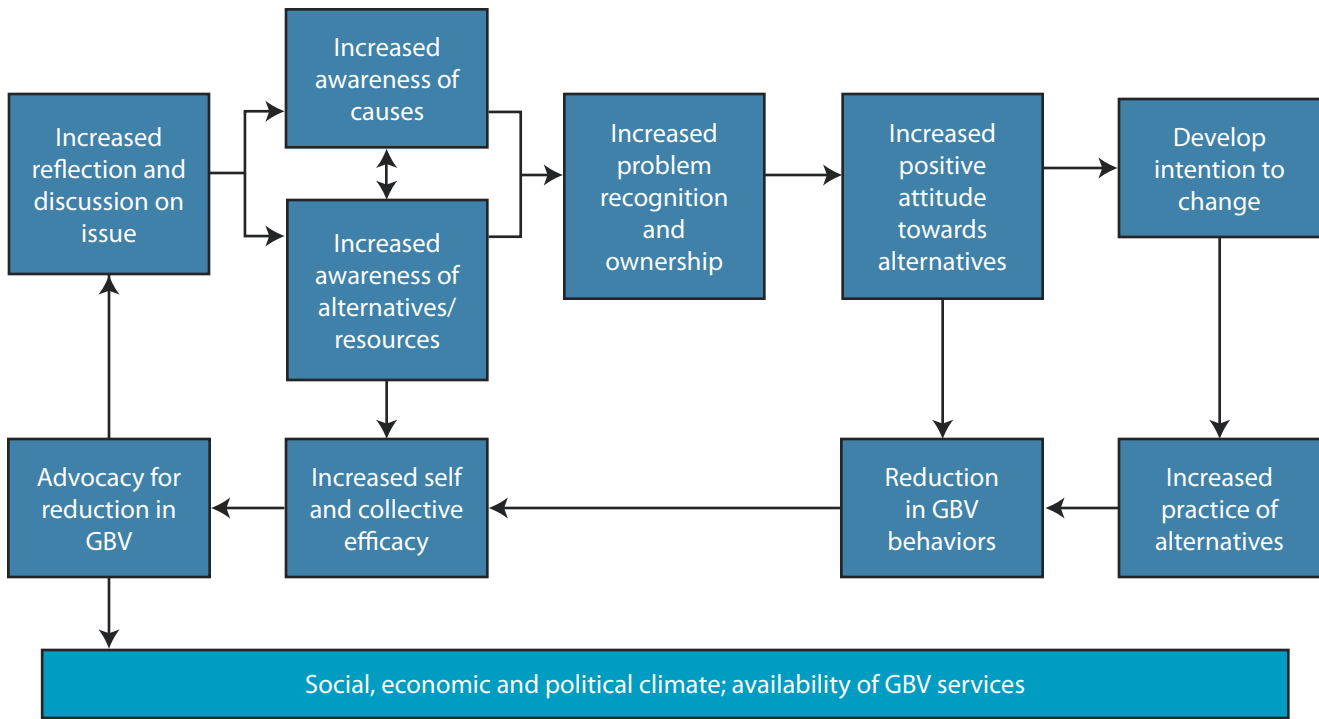 Increased
reflection and
discussion on
issue
Increased
awareness of
causes
Increased
awareness of
alternatives/
resources
Increased
problem
recognition
and
ownership
Increased
positive
attitude
towards
alternatives
Develop
intention to
change
Advocacy for
reduction in
GBV
Increased self
and collective
efficacy
Reduction
in GBV
behaviors
Increased
practice of
alternatives
Social, economic and political climate; availability of GBV services